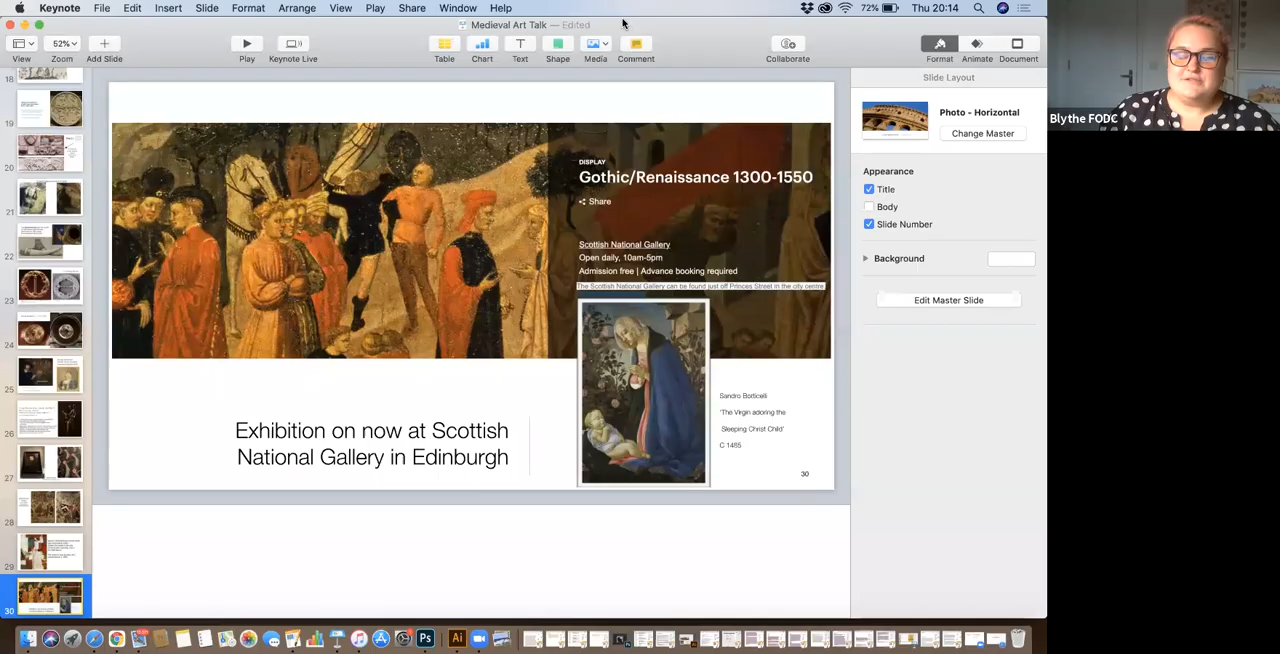 Keynote File Edit Insert Slide Format Arrange View Play Share Window Help 72% Thu 20:14
Medieval Art Talk — Edited
52%
View Zoom Add Slide Play Keynote Live Table Chart Text Shape Media Comment Collaborate Format Animate Document
Slide Layout
Photo - Horizontal
Change Master
Appearance
Title
Body
Slide Number
Background
Edit Master Slide
Blythe FODC
18
19
20
21
22
23
24
25
26
27
28
29
30
DISPLAY
Gothic/Renaissance 1300-1550
Share
Scottish National Gallery
Open daily, 10am-5pm
Admission free | Advance booking required
The Scottish National Gallery can be found just off Princes Street in the city centre.
Sandro Botticelli
'The Virgin adoring the
Sleeping Christ Child'
C 1485
Exhibition on now at Scottish
National Gallery in Edinburgh
30
Ps
Ai